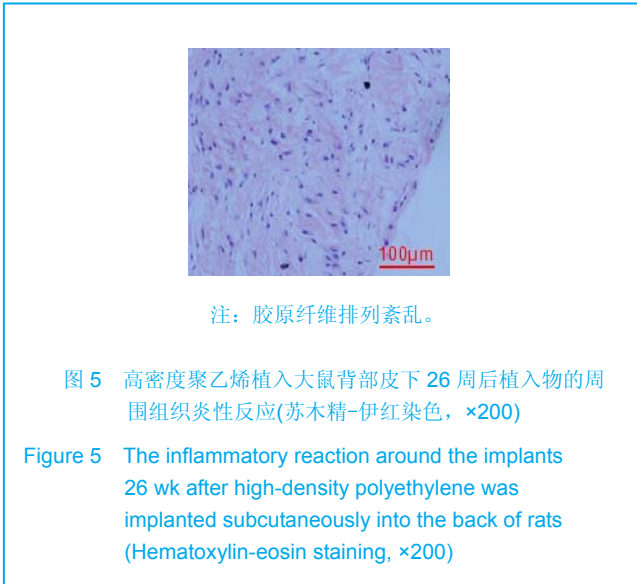 100μm
注：胶原纤维排列紊乱。
图 5 高密度聚乙烯植入大鼠背部皮下 26 周后植入物的周
围组织炎性反应(苏木精-伊红染色，×200)
Figure 5 The inflammatory reaction around the implants
26 wk after high-density polyethylene was
implanted subcutaneously into the back of rats
(Hematoxylin-eosin staining, ×200)